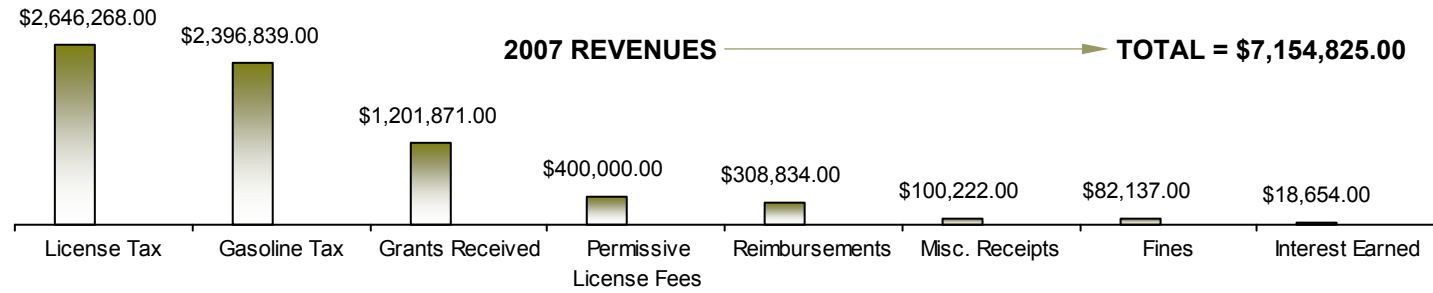 $2,646,268.00
$2,396,839.00
2007 REVENUES
TOTAL = $7,154,825.00
$1,201,871.00
$400,000.00
$308,834.00
$100,222.00
$82,137.00
$18,654.00
License Tax
Gasoline Tax
Grants Received
Permissive
License Fees
Reimbursements
Misc. Receipts
Fines
Interest Earned